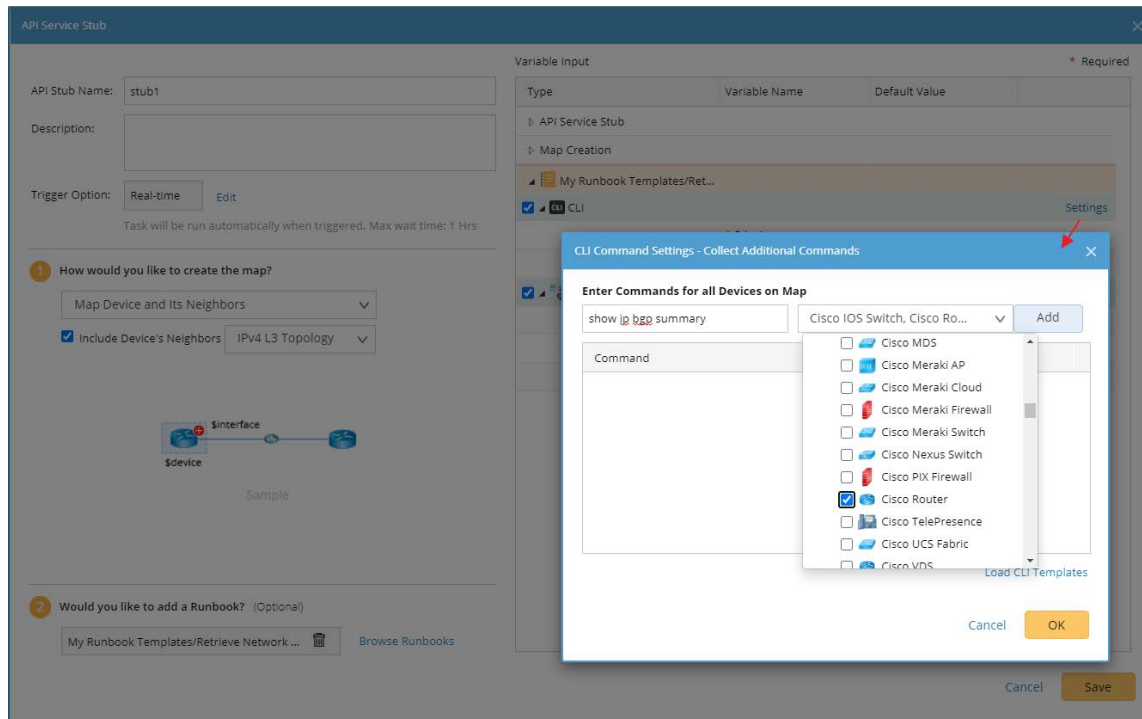 API Service Stub
Variable Input
* Required
API Stub Name:
stub1
Type
Variable Name
Default Value
Description:
API Service Stub
Map Creation
My Runbook Templates/Ret...
Trigger Option:
Real-time
Edit
CLI
CLI
Settings
Task will be run automatically when triggered. Max wait time: 1 Hrs
CLI Command Settings - Collect Additional Commands
1
How would you like to create the map?
Enter Commands for all Devices on Map
Map Device and Its Neighbors
show ip bgp summary
Cisco IOS Switch, Cisco Ro...
Add
Include Device's Neighbors
IPv4 L3 Topology
Command
Cisco MDS
Cisco Meraki AP
Cisco Meraki Cloud
Cisco Meraki Firewall
Cisco Meraki Switch
Cisco Nexus Switch
Cisco PIX Firewall
Cisco Router
Cisco TelePresence
Cisco UCS Fabric
Cisco VDS
$interface
$device
Sample
Load CLI Templates
2
Would you like to add a Runbook? (Optional)
My Runbook Templates/Retrieve Network ...
Browse Runbooks
Cancel
OK
Cancel
Save